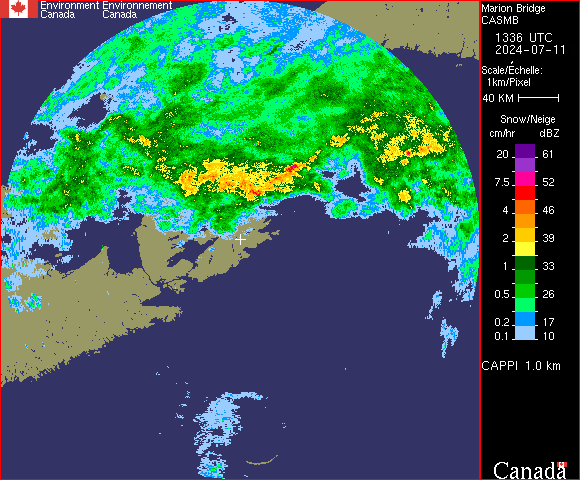 Environment Environnement
Canada Canada
Marion Bridge
CASMB
1336 UTC
2024-07-11
Scale/Échelle:
1km/Pixel
40 KM
Snow/Neige
cm/hr dBZ
20 61
7.5 52
4 46
2 39
1 33
0.5 26
0.2 17
0.1 10
CAPPI 1.0 km
Canada